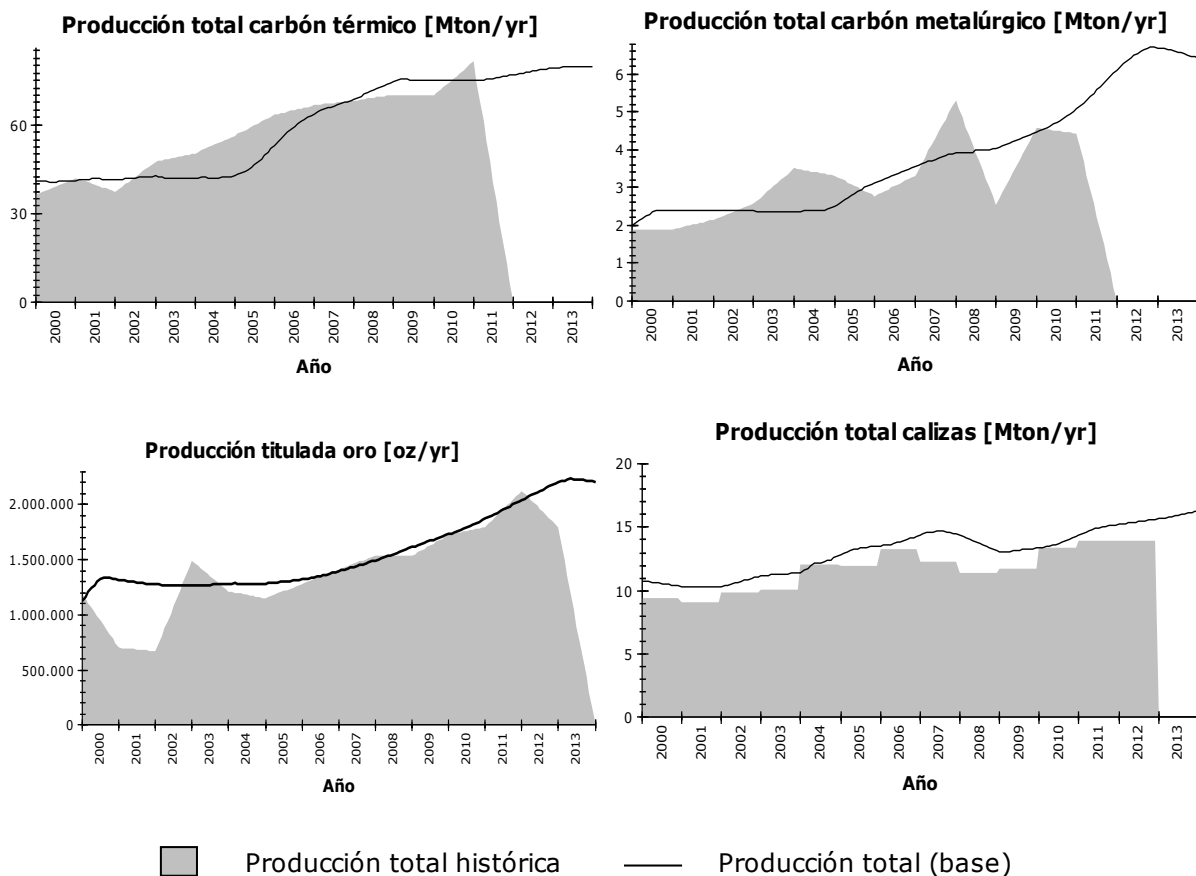 Producción total carbón térmico [Mton/yr]
60
30
0
2000 2001 2002 2003 2004 2005 2006 2007 2008 2009 2010 2011 2012 2013
Año
Producción total carbón metalúrgico [Mton/yr]
6
5
4
3
2
1
0
2000 2001 2002 2003 2004 2005 2006 2007 2008 2009 2010 2011 2012 2013
Año
Producción titulada oro [oz/yr]
2.000.000
1.500.000
1.000.000
500.000
0
2000 2001 2002 2003 2004 2005 2006 2007 2008 2009 2010 2011 2012 2013
Año
Producción total calizas [Mton/yr]
20
15
10
5
0
2000 2001 2002 2003 2004 2005 2006 2007 2008 2009 2010 2011 2012 2013
Año
Producción total histórica
Producción total (base)